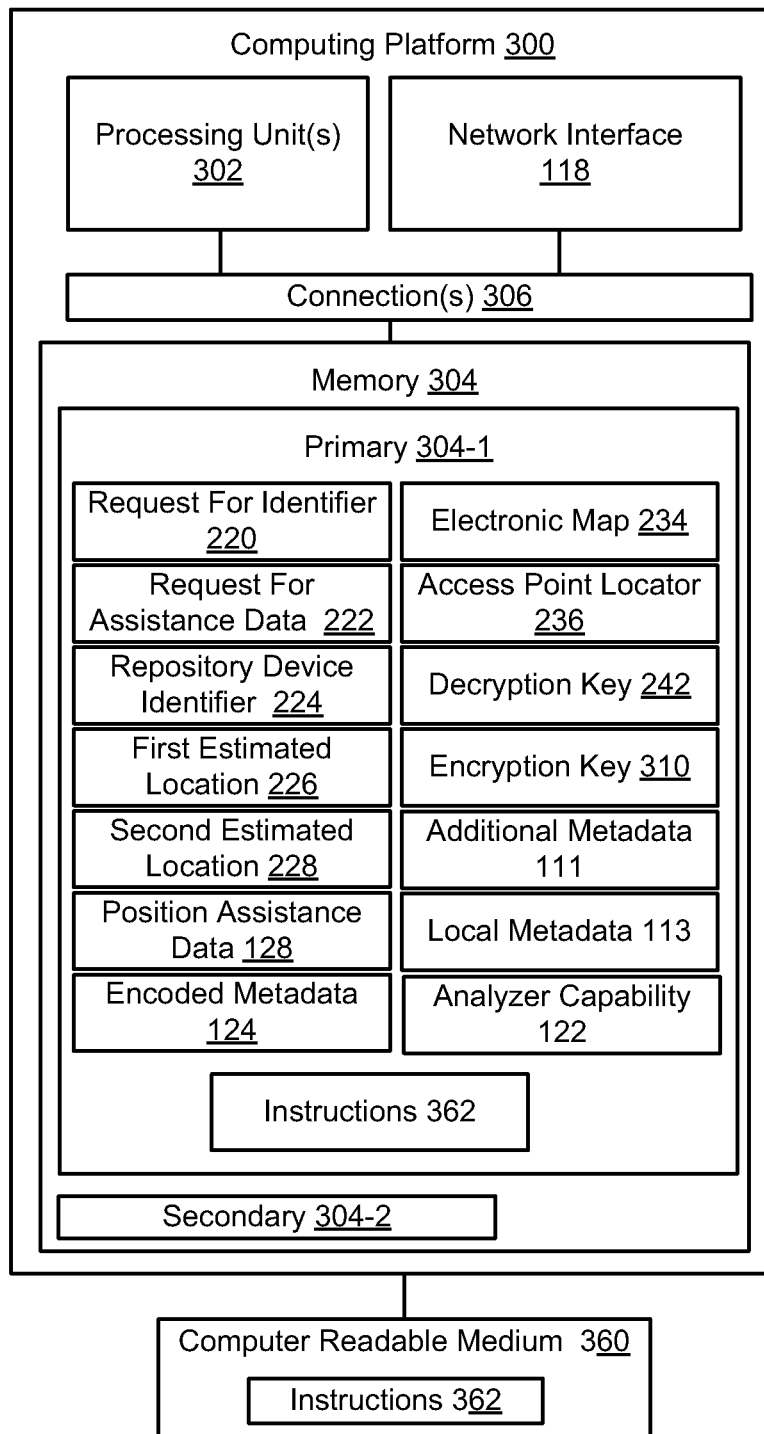 Computing Platform 300
Processing Unit(s)
302
Network Interface
118
Connection(s) 306
Memory 304
Primary 304-1
Request For Identifier
220
Electronic Map 234
Request For
Assistance Data 222
Access Point Locator
236
Repository Device
Identifier 224
Decryption Key 242
First Estimated
Location 226
Encryption Key 310
Second Estimated
Location 228
Additional Metadata
111
Position Assistance
Data 128
Local Metadata 113
Encoded Metadata
124
Analyzer Capability
122
Instructions 362
Secondary 304-2
Computer Readable Medium 360
Instructions 362